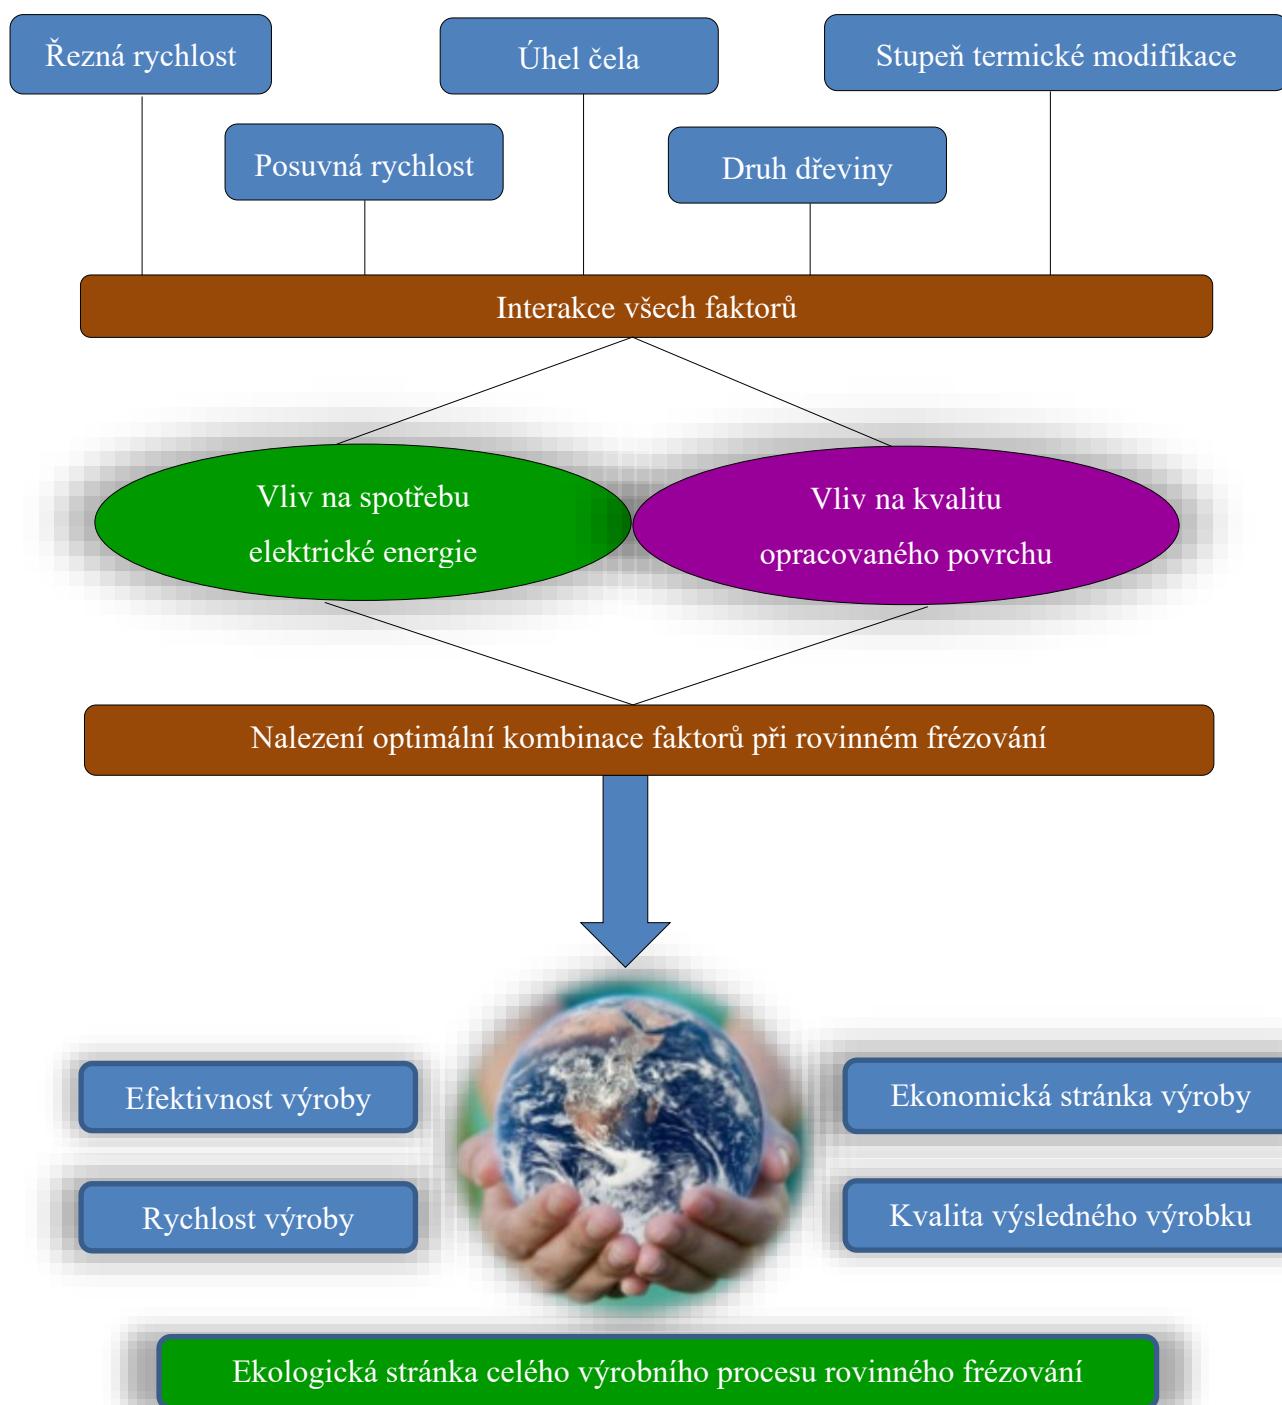 Řezná rychlost
Úhel čela
Stupeň termické modifikace
Posuvná rychlost
Druh dřeviny
Interakce všech faktorů
Vliv na spotřebu
elektrické energie
Vliv na kvalitu
opracovaného povrchu
Nalezení optimální kombinace faktorů při rovinném frézování
Efektivnost výroby
Ekonomická stránka výroby
Rychlost výroby
Kvalita výsledného výrobku
Ekologická stránka celého výrobního procesu rovinného frézování